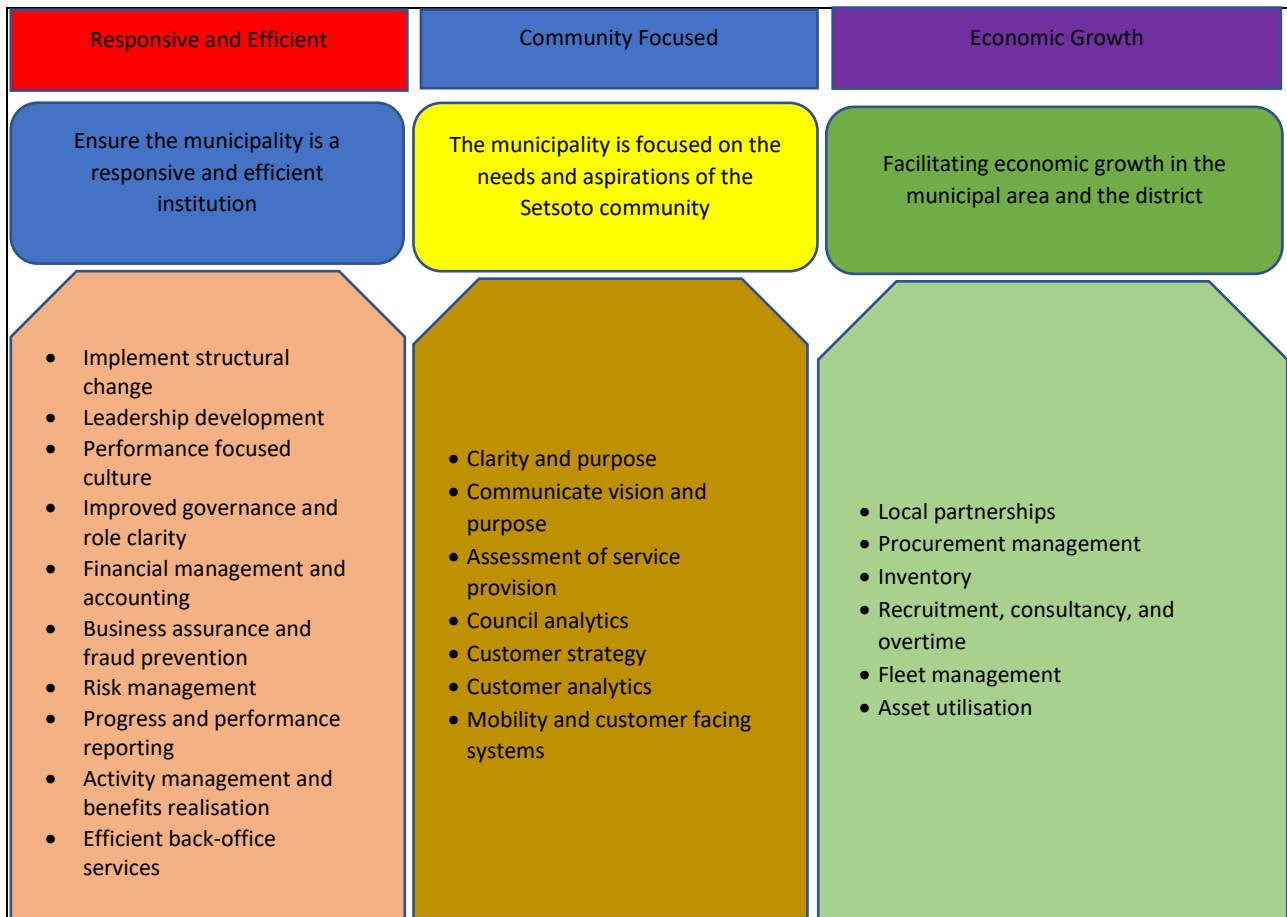 Responsive and Efficient
Community Focused
Economic Growth
Ensure the municipality is a
responsive and efficient
institution
The municipality is focused on the
needs and aspirations of the
Setsoto community
Facilitating economic growth in the
municipal area and the district
• Implement structural
change
• Leadership development
• Performance focused
culture
• Improved governance and
role clarity
• Financial management and
accounting
• Business assurance and
fraud prevention
• Risk management
• Progress and performance
reporting
• Activity management and
benefits realisation
• Efficient back-office
services
• Clarity and purpose
• Communicate vision and
purpose
• Assessment of service
provision
• Council analytics
• Customer strategy
• Customer analytics
• Mobility and customer facing
systems
• Local partnerships
• Procurement management
• Inventory
• Recruitment, consultancy, and
overtime
• Fleet management
• Asset utilisation